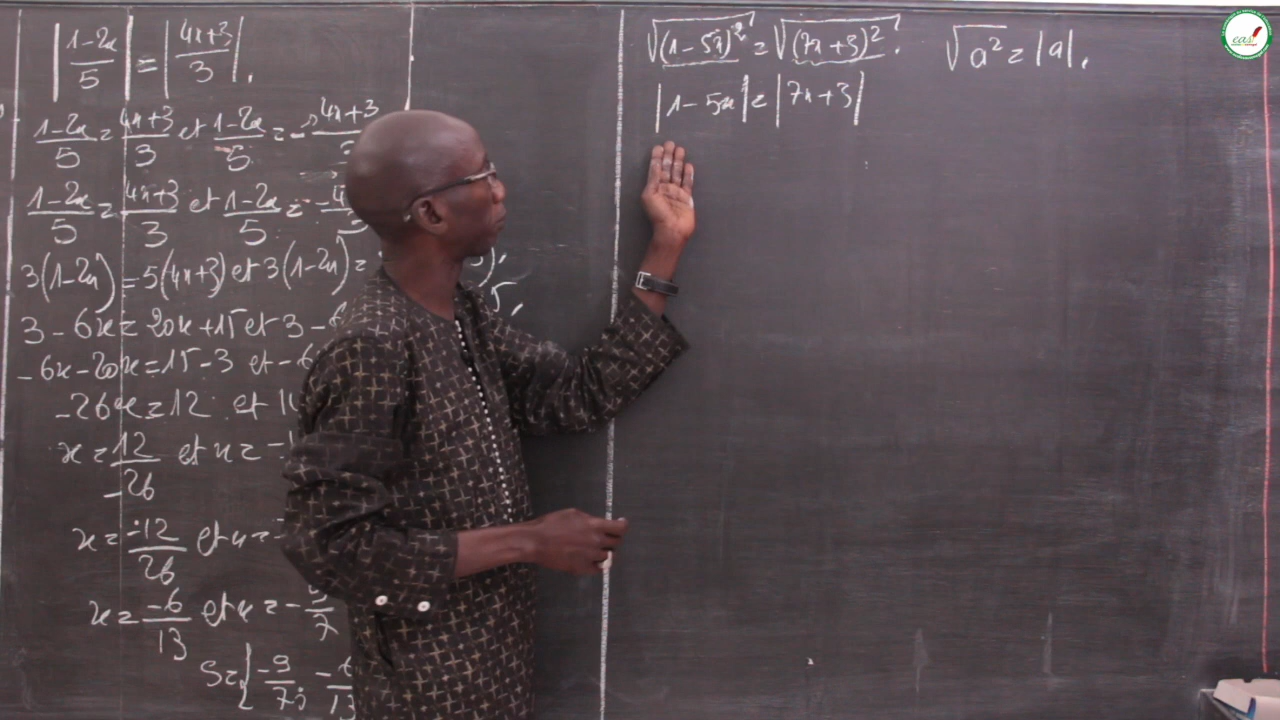 |1-2x/5| = |4x+3/3|.
1-2x/5 = 4x+3/3 et 1-2x/5 = - 4x+3
1-2x/5 = 4x+3/3 et 1-2x/5 = -4
3(1-2x) = 5(4x+3) et 3(1-2x) =
3 - 6x = 20x+15 et 3 -
-6x - 20x = 15 - 3 et - 6
-26x = 12 et
x = 12/-26 et x = -
x = -12/26 et x = -
x = -6/13 et x = - 9/7
S = { -9/7 ; -6/13
√(1-5x)² = √(7x+3)² .
|1-5x| = |7x+3|
√a² = |a|.
eas!